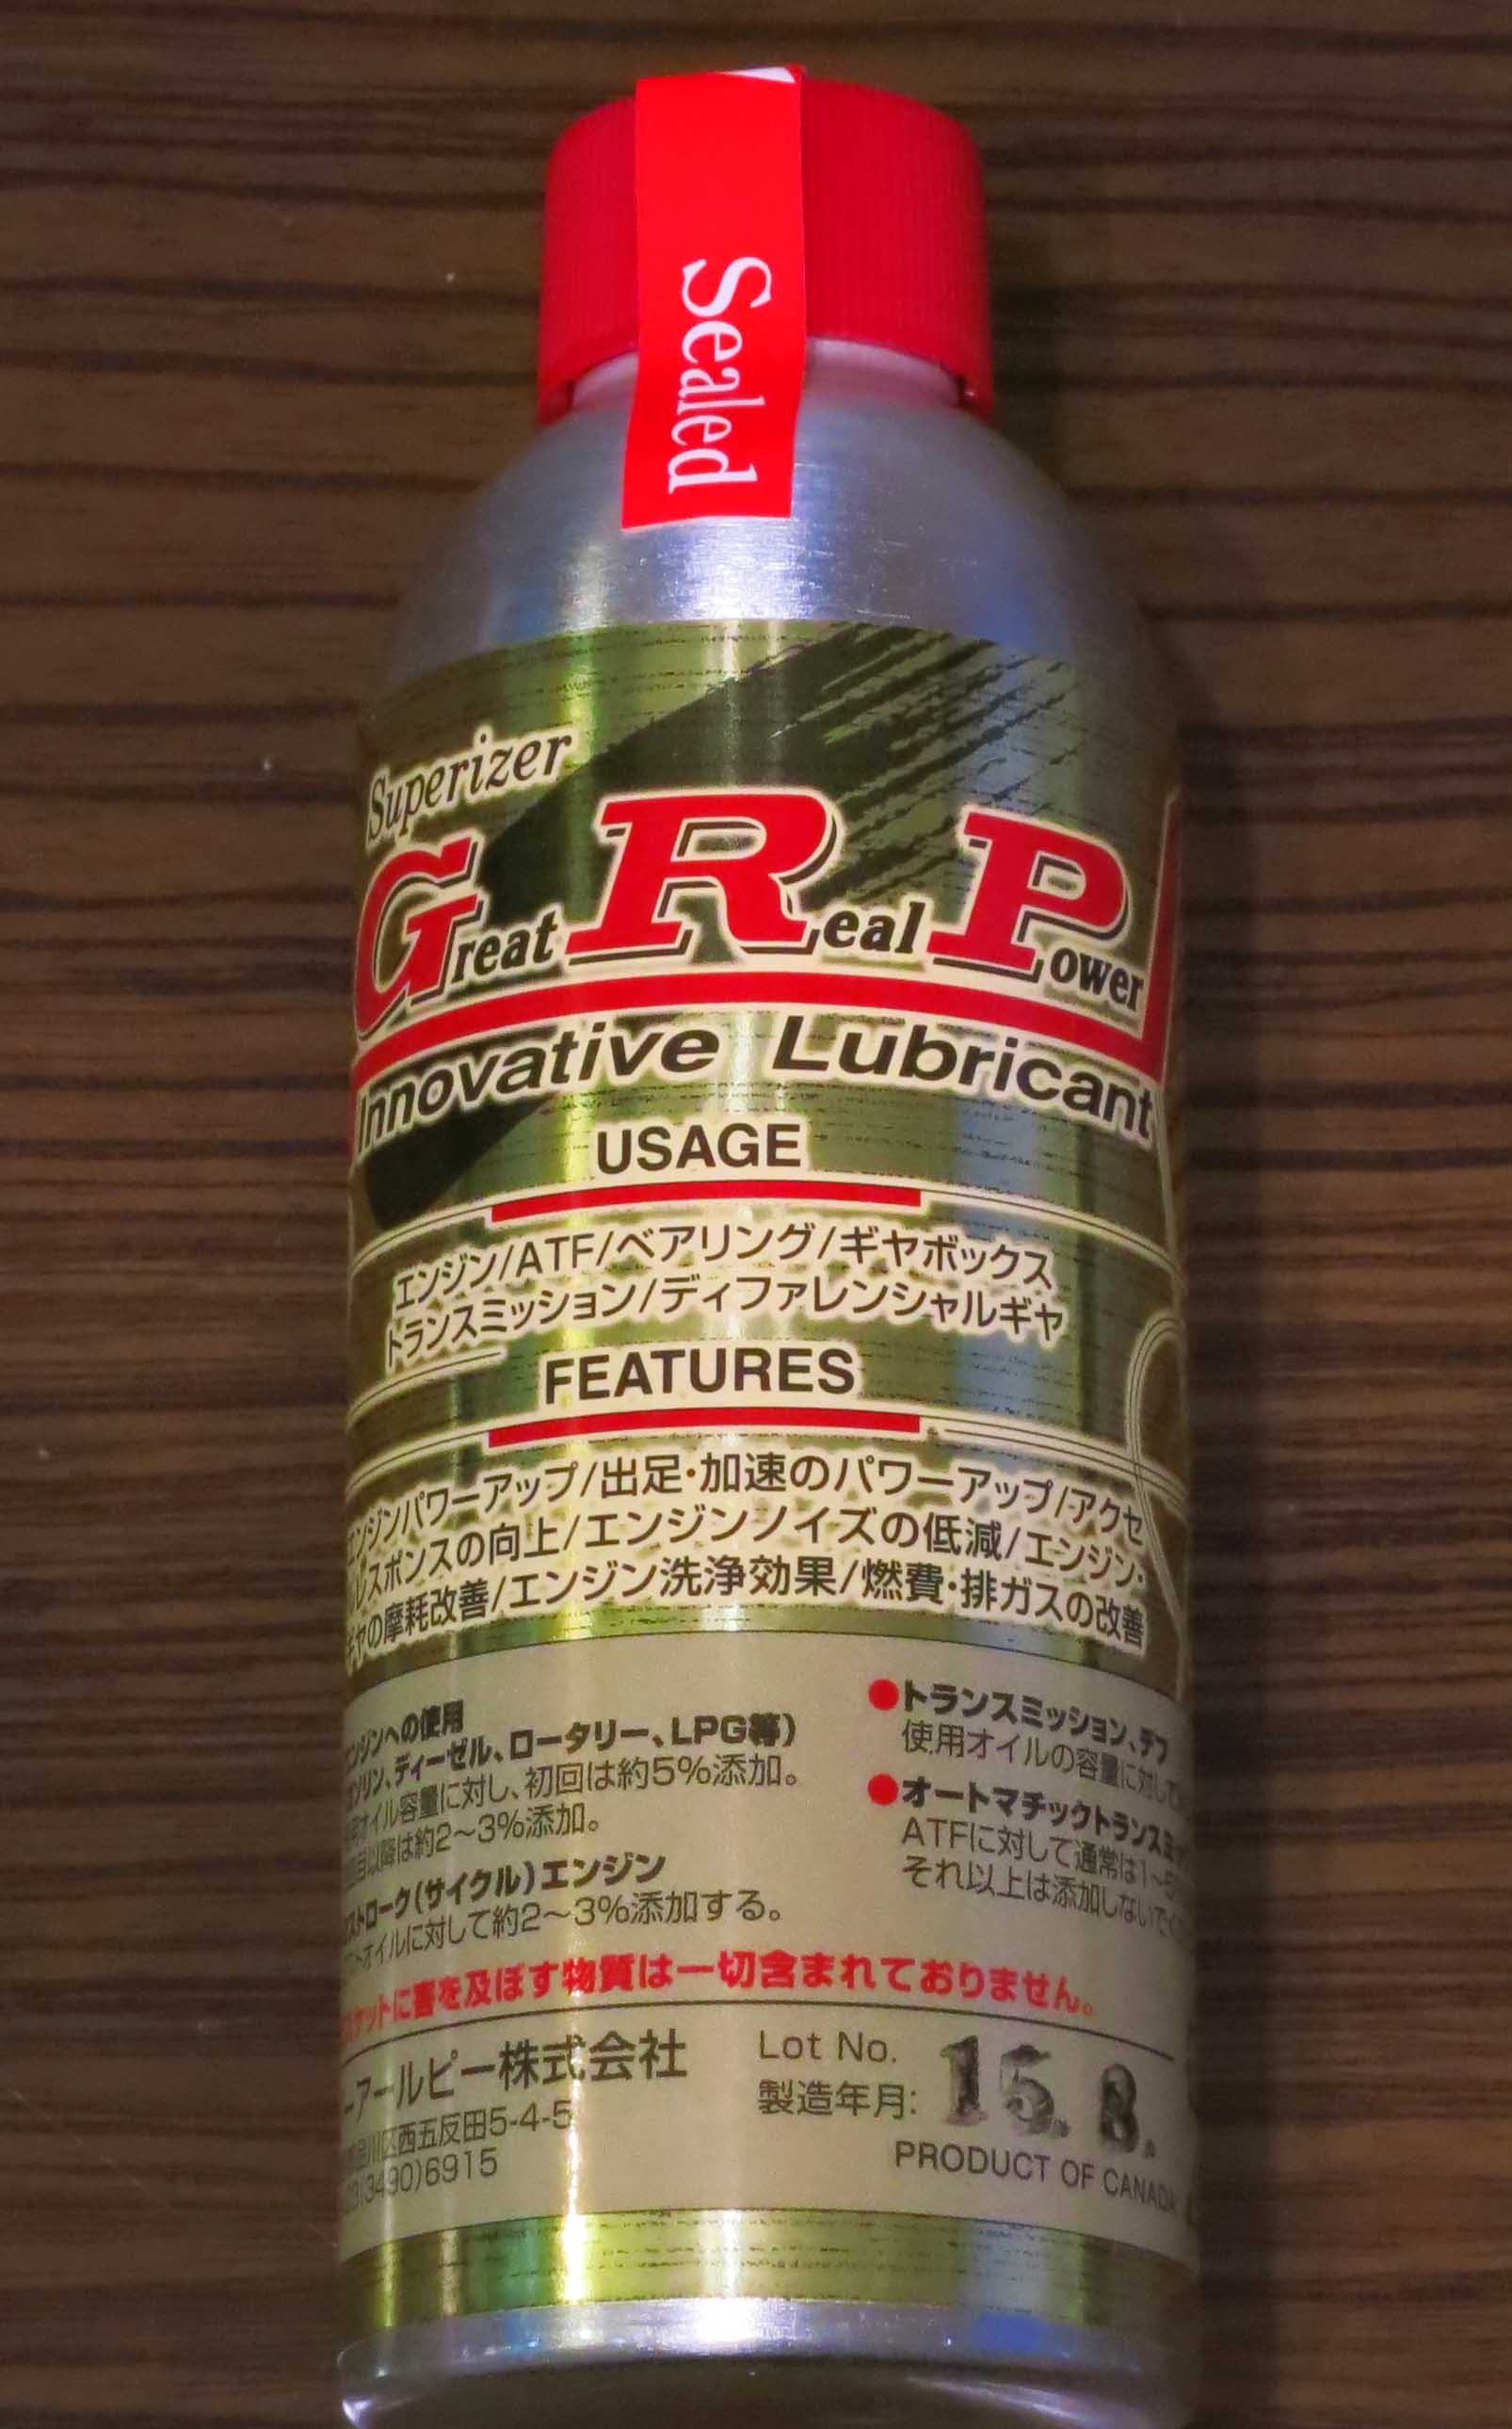 Sealed
Superizer
Great Real Power
Innovative Lubricant
USAGE
エンジン/ATF/ベアリング/ギヤボックス
トランスミッション/ディファレンシャルギヤ
FEATURES
エンジンパワーアップ/出足・加速のパワーアップ/アクセ
ルレスポンスの向上/エンジンノイズの低減/エンジン・
ギヤの摩耗改善/エンジン洗浄効果/燃費・排ガスの改善
エンジンへの使用
ディーゼル、ロータリー、LPG等)
オイル容量に対し、初回は約5%添加。
以降は約2〜3%添加。
ストローク(サイクル)エンジン
オイルに対して約2〜3%添加する。
●トランスミッション、デフ
使用オイルの容量に対して
●オートマチックトランスミッ
ATFに対して通常は1〜5
それ以上は添加しないでく
に害を及ぼす物質は一切含まれておりません。
ーアールピー株式会社
品川区西五反田5-4-5
03(3490)6915
Lot No.
製造年月: 15. 8.
PRODUCT OF CANADA